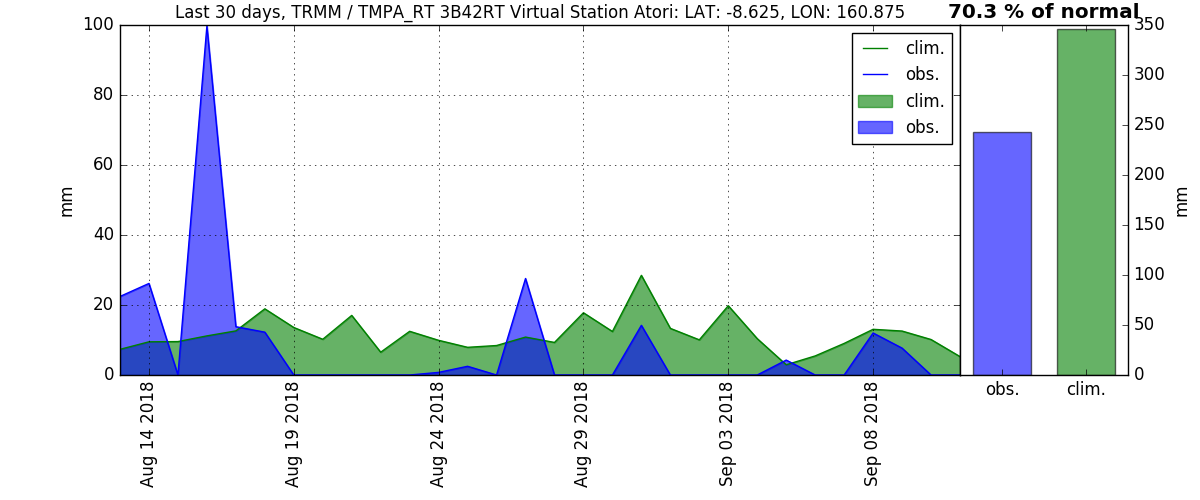 Last 30 days, TRMM / TMPA_RT 3B42RT Virtual Station Atori: LAT: -8.625, LON: 160.875
70.3 % of normal
100
80
60
40
20
0
mm
clim.
obs.
clim.
obs.
Aug 14 2018
Aug 19 2018
Aug 24 2018
Aug 29 2018
Sep 03 2018
Sep 08 2018
350
300
250
200
150
100
50
0
mm
obs.
clim.